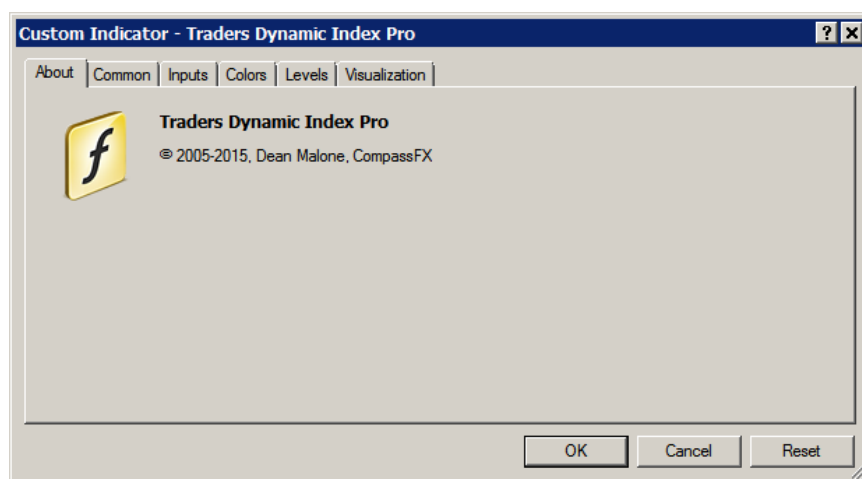 Custom Indicator - Traders Dynamic Index Pro
About Common Inputs Colors Levels Visualization
f
Traders Dynamic Index Pro
© 2005-2015, Dean Malone, CompassFX
OK Cancel Reset